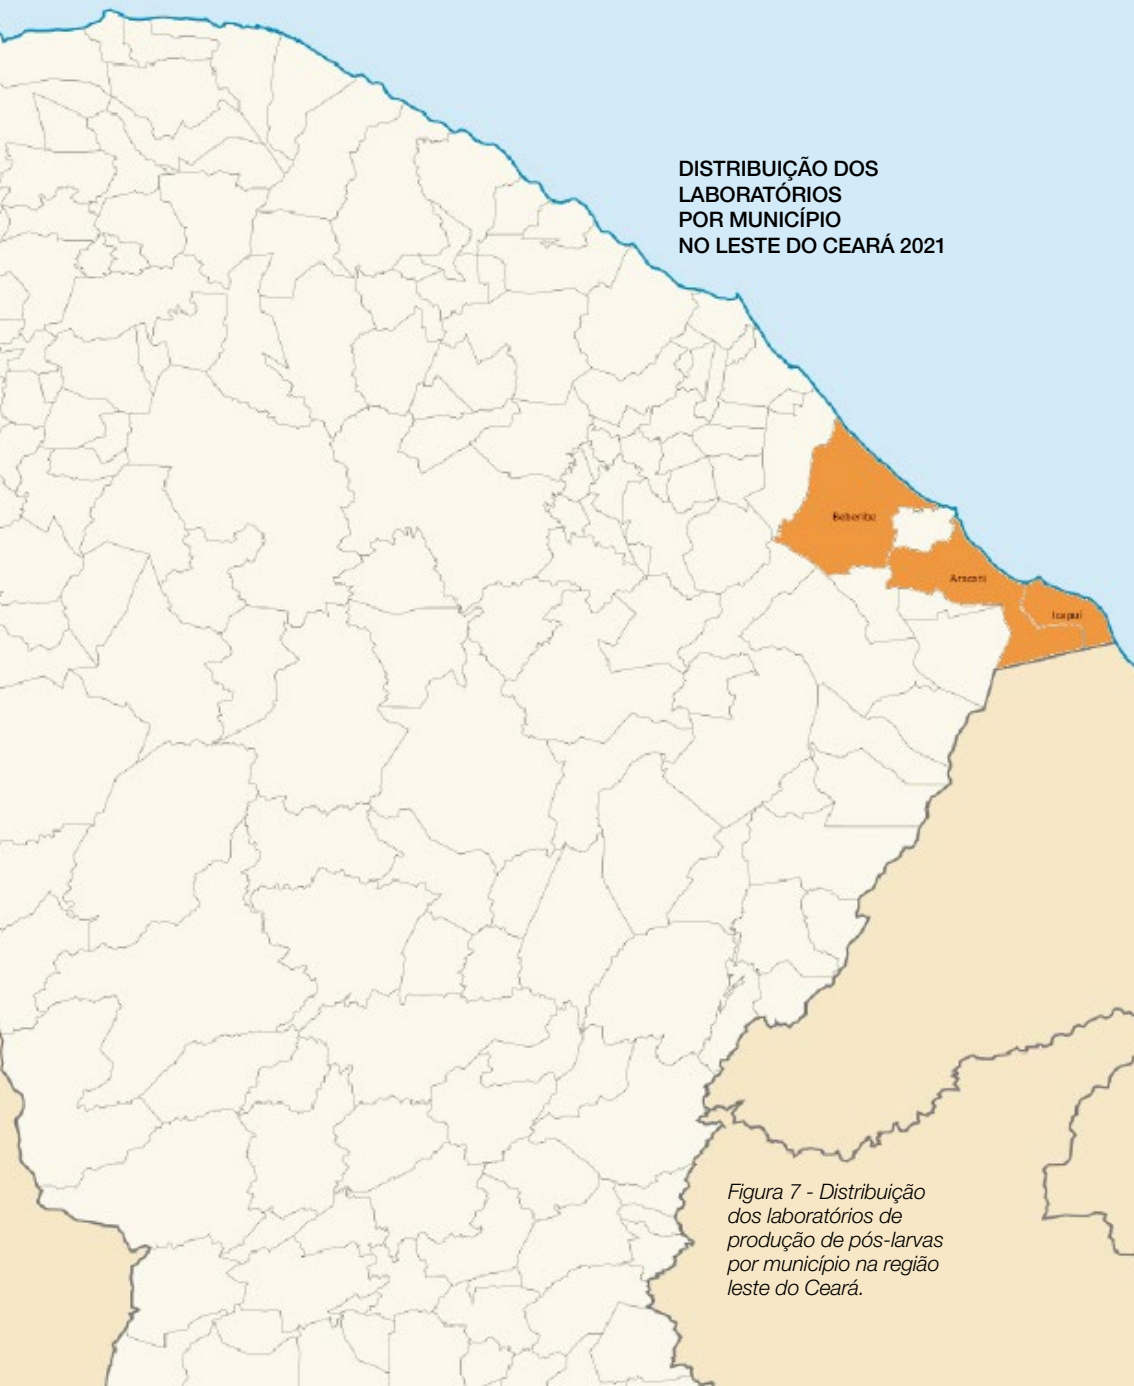 DISTRIBUIÇÃO DOS
LABORATÓRIOS
POR MUNICÍPIO
NO LESTE DO CEARÁ 2021
Beberibe
Aracati
Icapuí
Figura 7 - Distribuição
dos laboratórios de
produção de pós-larvas
por município na região
leste do Ceará.